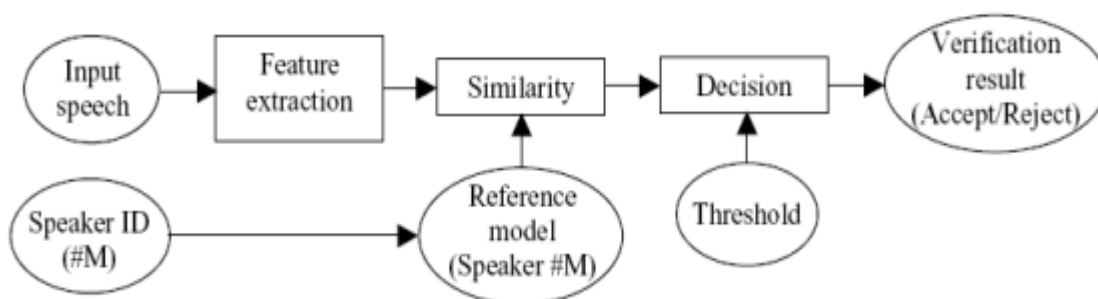 Input
speech
Feature
extraction
Similarity
Decision
Verification
result
(Accept/Reject)
Speaker ID
(#M)
Reference
model
(Speaker #M)
Threshold